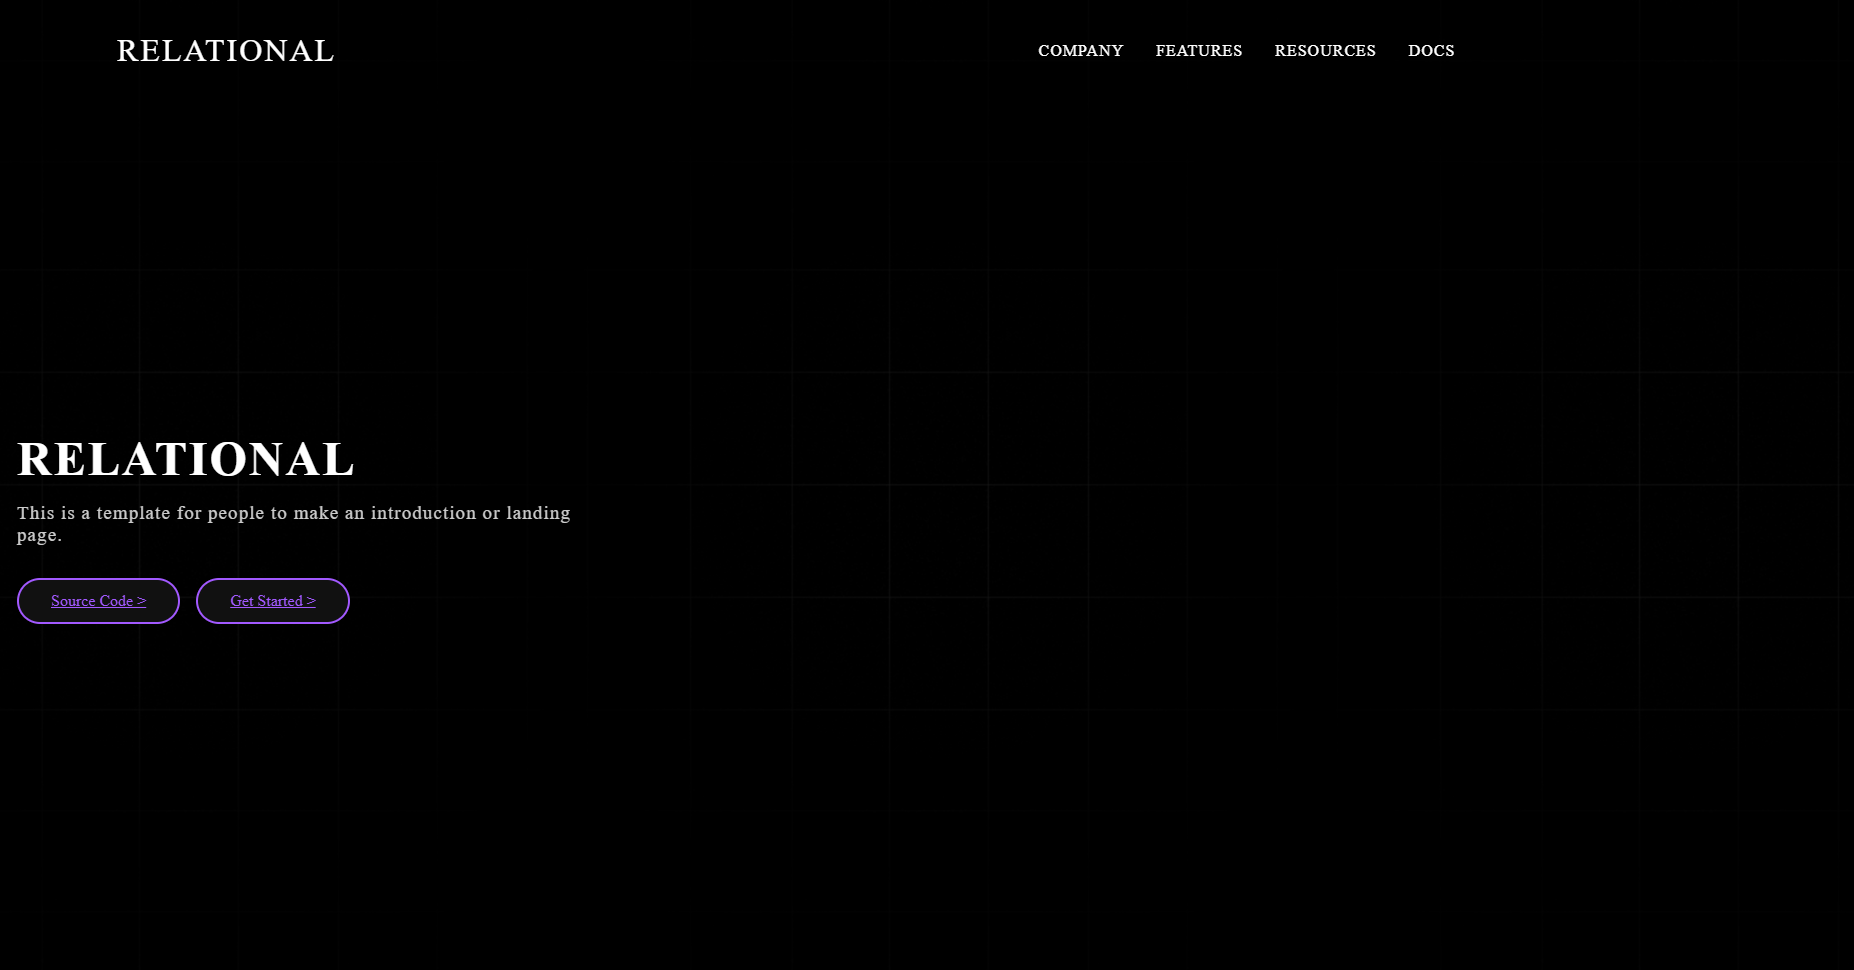 RELATIONAL
COMPANY FEATURES RESOURCES DOCS
RELATIONAL
This is a template for people to make an introduction or landing
page.
Source Code > Get Started >